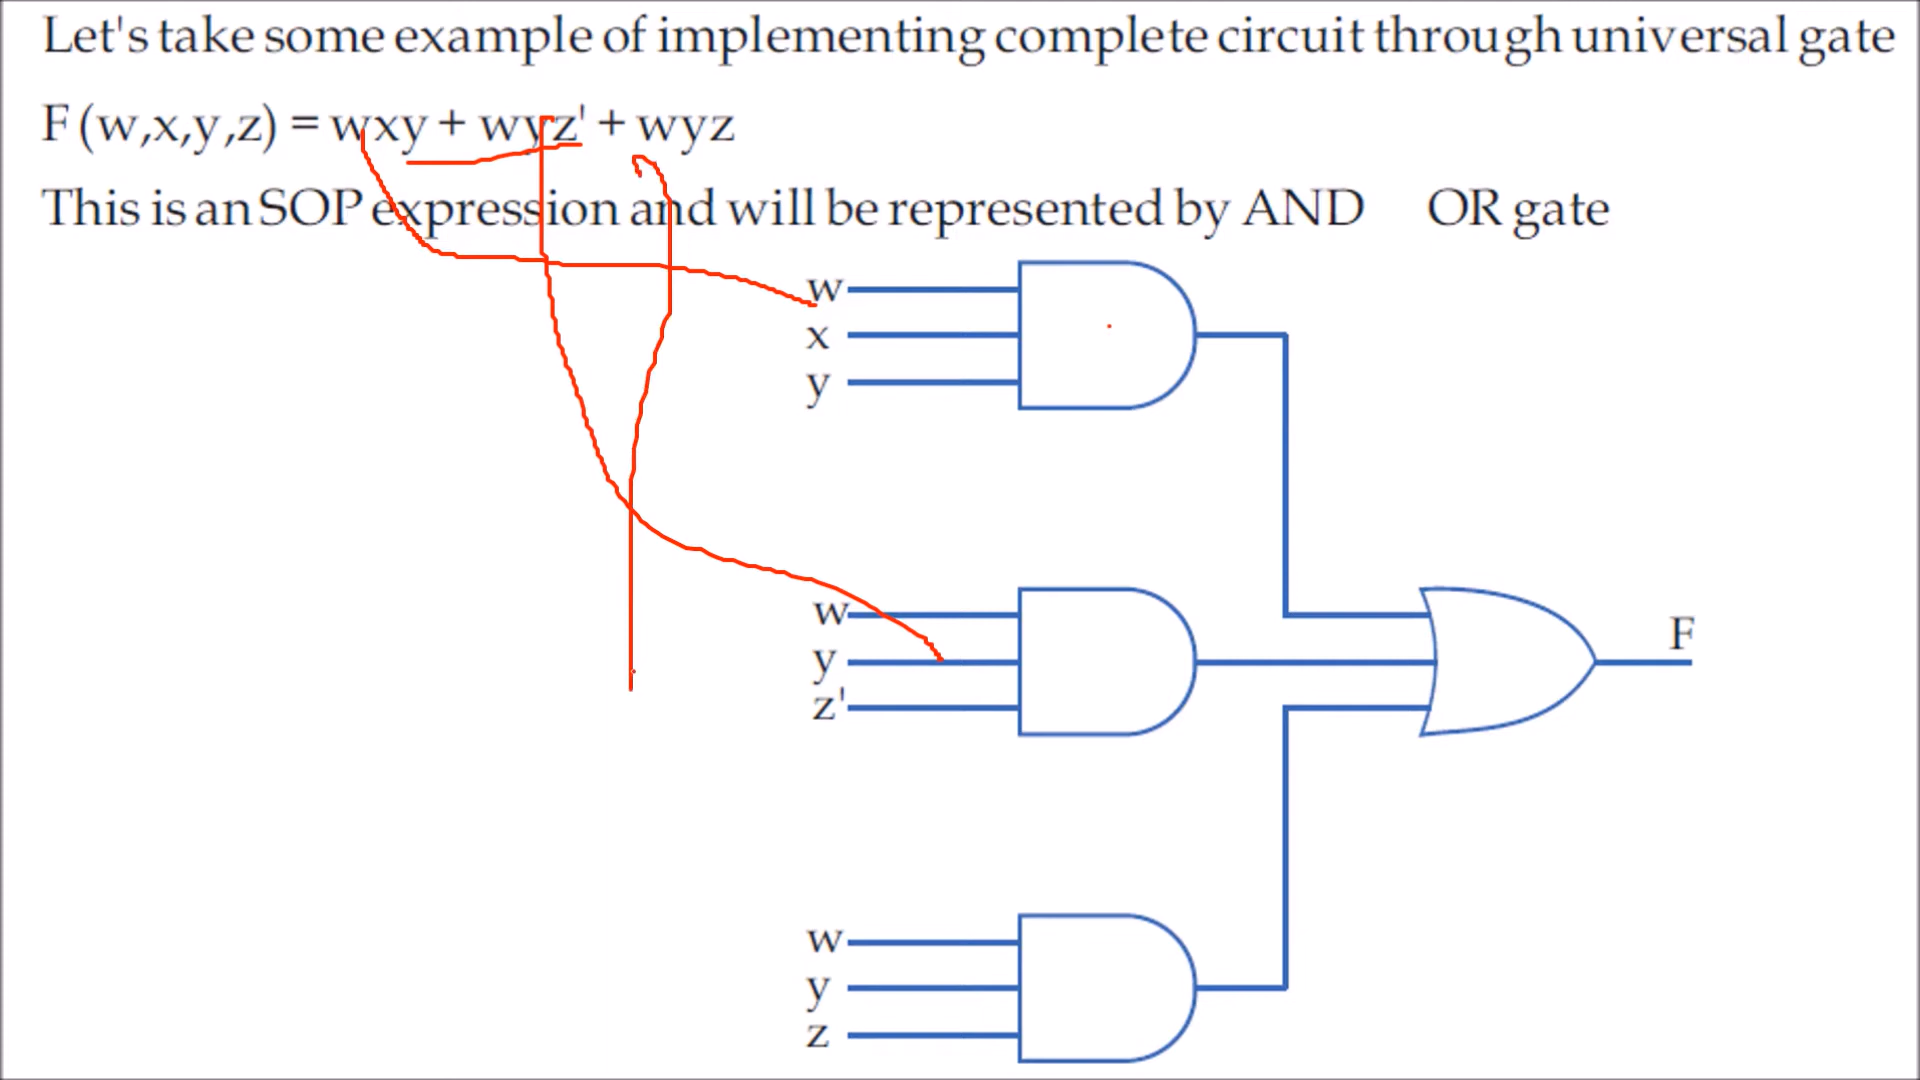 Let's take some example of implementing complete circuit through universal gate
F (w,x,y,z) = wxy + wyz' + wyz
This is an SOP expression and will be represented by AND OR gate
w
x
y
w
y
z'
F
w
y
z